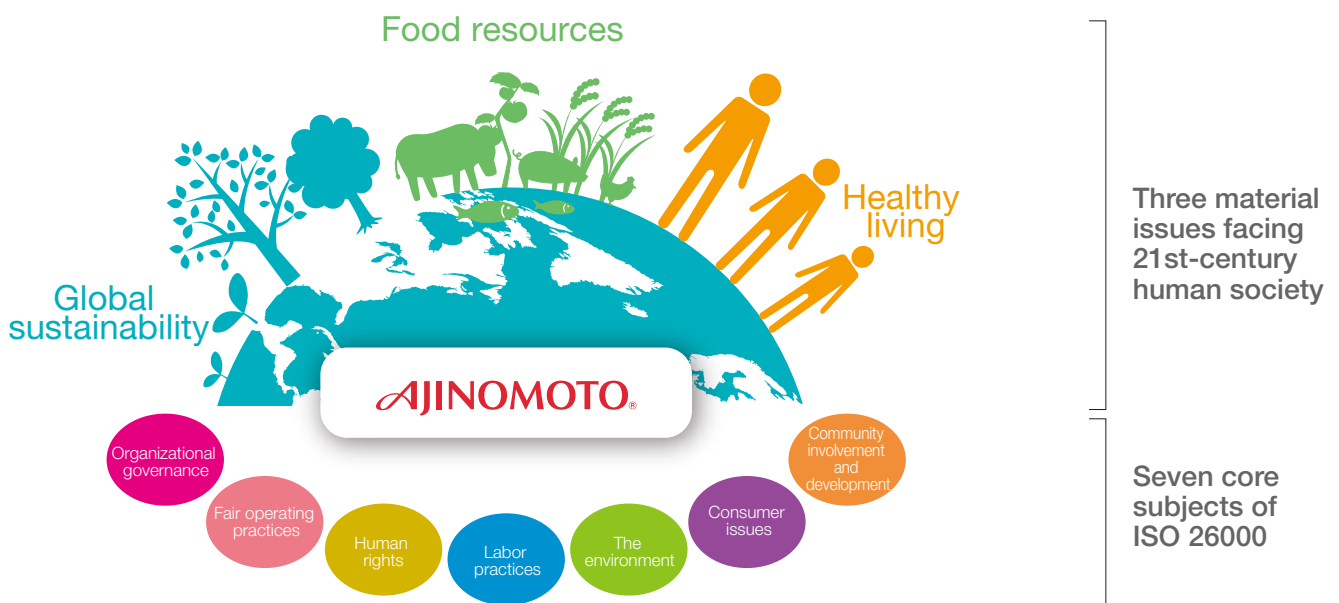 Food resources
Healthy
living
Global
sustainability
AJINOMOTO®
Three material
issues facing
21st-century
human society
Organizational
governance
Fair operating
practices
Human
rights
Labor
practices
The
environment
Consumer
issues
Community
involvement
and
development
Seven core
subjects of
ISO 26000